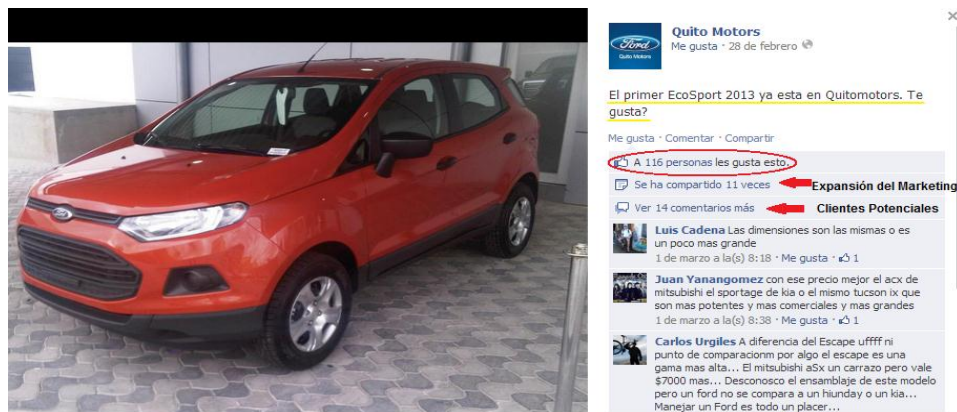 Ford
Quito Motors
Quito Motors
Me gusta · 28 de febrero
El primer EcoSport 2013 ya esta en Quitomotors. Te
gusta?
Me gusta · Comentar · Compartir
A 116 personas les gusta esto.
Se ha compartido 11 veces
Expansión del Marketing
Ver 14 comentarios más
Clientes Potenciales
Luis Cadena Las dimensiones son las mismas o es
un poco mas grande
1 de marzo a la(s) 8:18 · Me gusta · 1
Juan Yanangomez con ese precio mejor el acx de
mitsubishi el sportage de kia o el mismo tucson ix que
son mas potentes y mas comerciales y mas grandes
1 de marzo a la(s) 8:38 · Me gusta · 1
Carlos Urgiles A diferencia del Escape uffff ni
punto de comparacionm por algo el escape es una
gama mas alta... El mitsubishi aSx un carrazo pero vale
$7000 mas... Desconosco el ensamblaje de este modelo
pero un ford no se compara a un hiunday o un kia...
Manejar un Ford es todo un placer...